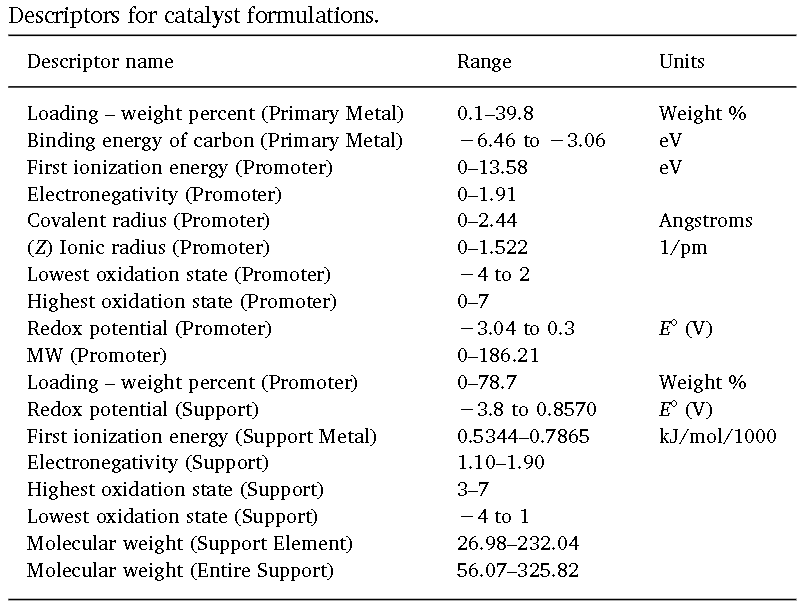 Descriptors for catalyst formulations.
Descriptor name Range Units
Loading – weight percent (Primary Metal) 0.1–39.8 Weight %
Binding energy of carbon (Primary Metal) −6.46 to −3.06 eV
First ionization energy (Promoter) 0–13.58 eV
Electronegativity (Promoter) 0–1.91
Covalent radius (Promoter) 0–2.44 Angstroms
(Z) Ionic radius (Promoter) 0–1.522 1/pm
Lowest oxidation state (Promoter) −4 to 2
Highest oxidation state (Promoter) 0–7
Redox potential (Promoter) −3.04 to 0.3 E° (V)
MW (Promoter) 0–186.21
Loading – weight percent (Promoter) 0–78.7 Weight %
Redox potential (Support) −3.8 to 0.8570 E° (V)
First ionization energy (Support Metal) 0.5344–0.7865 kJ/mol/1000
Electronegativity (Support) 1.10–1.90
Highest oxidation state (Support) 3–7
Lowest oxidation state (Support) −4 to 1
Molecular weight (Support Element) 26.98–232.04
Molecular weight (Entire Support) 56.07–325.82